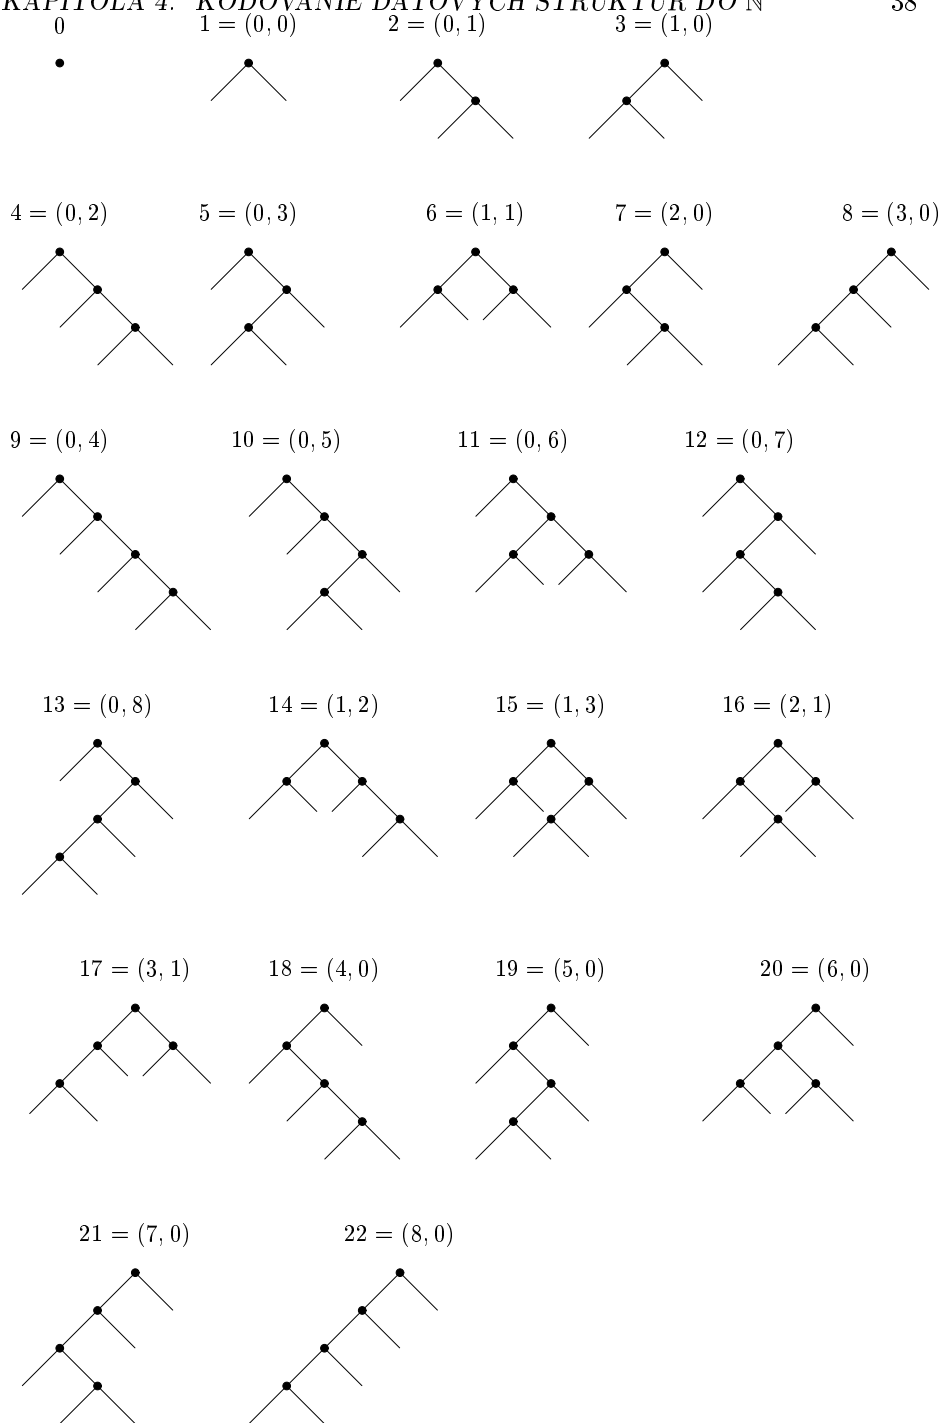 KAPITOLA 4. KÓDOVANIE DÁTOVÝCH ŠTRUKTÚR DO ℕ 38
0 1 = (0, 0) 2 = (0, 1) 3 = (1, 0)
4 = (0, 2) 5 = (0, 3) 6 = (1, 1) 7 = (2, 0) 8 = (3, 0)
9 = (0, 4) 10 = (0, 5) 11 = (0, 6) 12 = (0, 7)
13 = (0, 8) 14 = (1, 2) 15 = (1, 3) 16 = (2, 1)
17 = (3, 1) 18 = (4, 0) 19 = (5, 0) 20 = (6, 0)
21 = (7, 0) 22 = (8, 0)